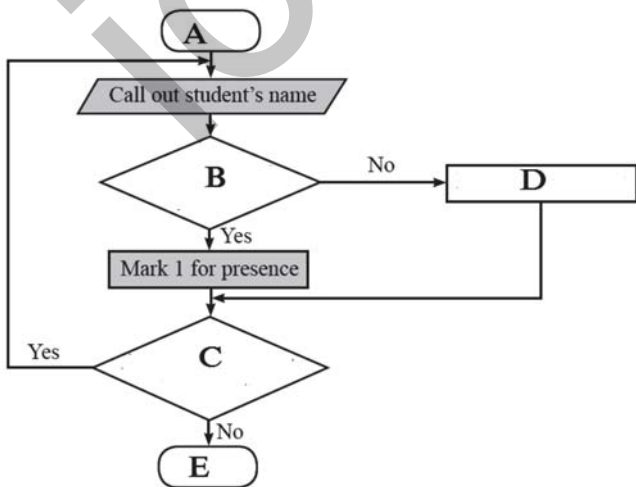 A
Call out student's name
B
No
D
Yes
Mark 1 for presence
Yes
C
No
E